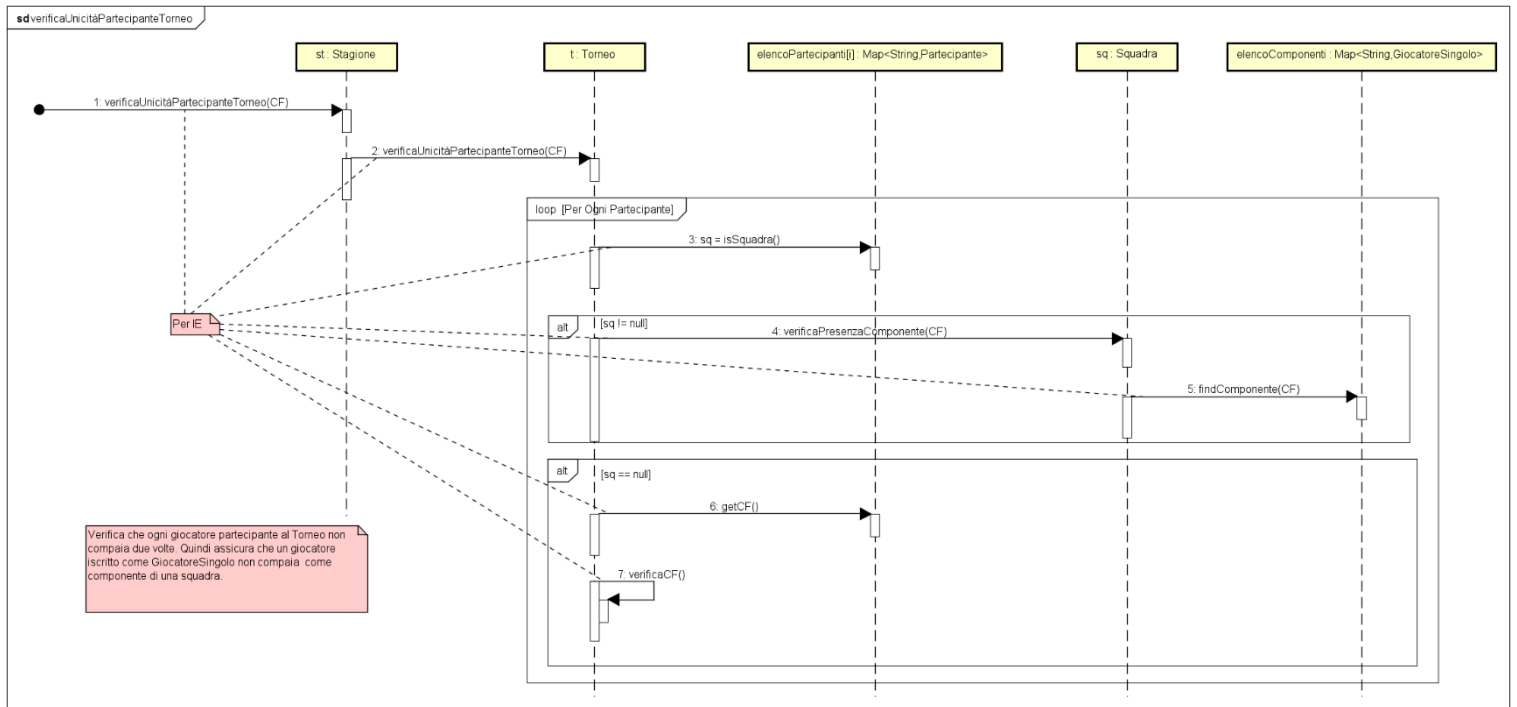 sd verificaUnicitàPartecipanteTorneo
st : Stagione
t : Torneo
elencoPartecipanti[i] : Map<String,Partecipante>
sq : Squadra
elencoComponenti : Map<String,GiocatoreSingolo>
1: verificaUnicitàPartecipanteTorneo(CF)
2: verificaUnicitàPartecipanteTorneo(CF)
loop [Per Ogni Partecipante]
3: sq = isSquadra()
Per IE
alt [sq != null]
4: verificaPresenzaComponente(CF)
5: findComponente(CF)
alt [sq == null]
6: getCF()
Verifica che ogni giocatore partecipante al Torneo non
compaia due volte. Quindi assicura che un giocatore
iscritto come GiocatoreSingolo non compaia come
componente di una squadra.
7: verificaCF()